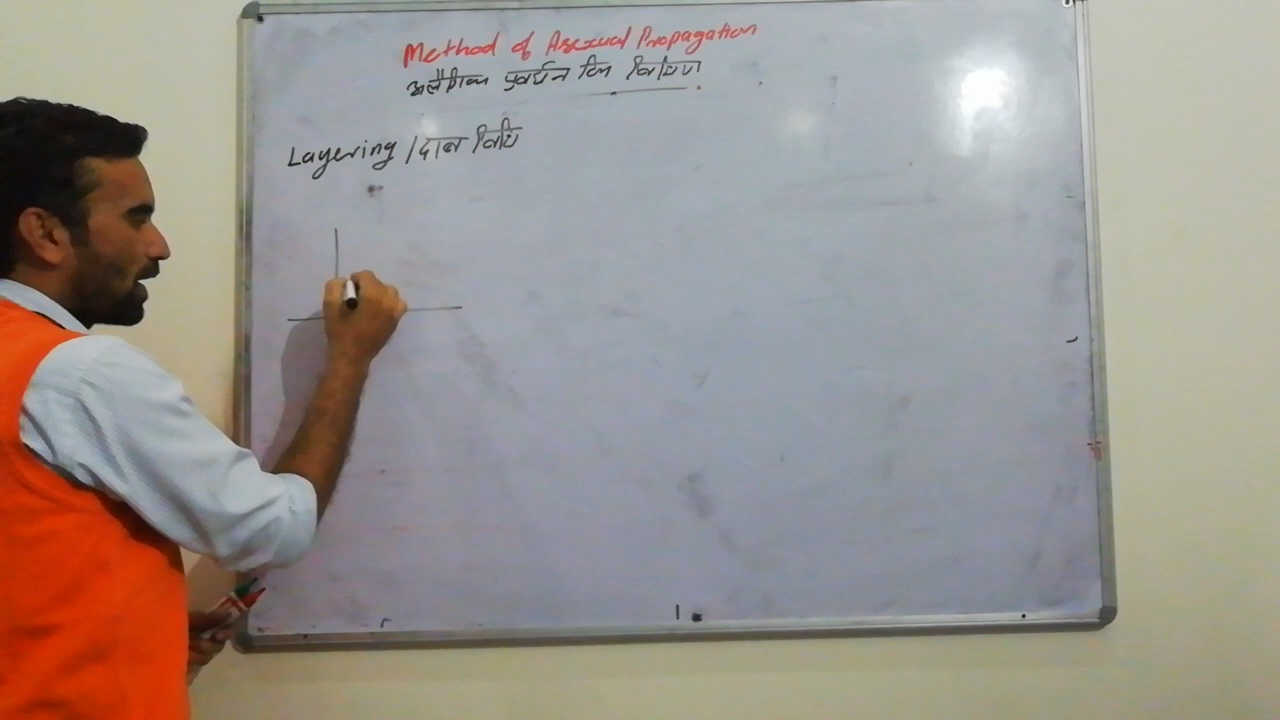 Method of Asexual Propagation
अलैंगिक प्रवर्धन कि विधियां
Layering / दाब विधि